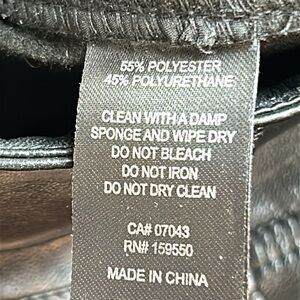 55% POLYESTER
45% POLYURETHANE
CLEAN WITH A DAMP
SPONGE AND WIPE DRY
DO NOT BLEACH
DO NOT IRON
DO NOT DRY CLEAN
CA# 07043
RN# 159550
MADE IN CHINA